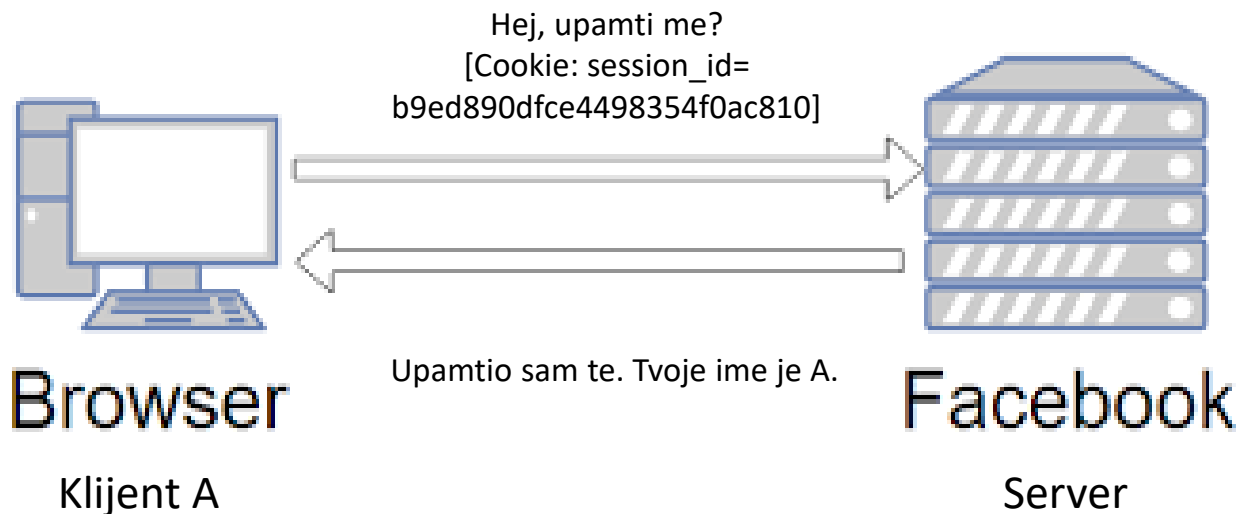 Hej, upamti me?
[Cookie: session_id=
b9ed890dfce4498354f0ac810]
Upamtio sam te. Tvoje ime je A.
Browser
Facebook
Klijent A
Server